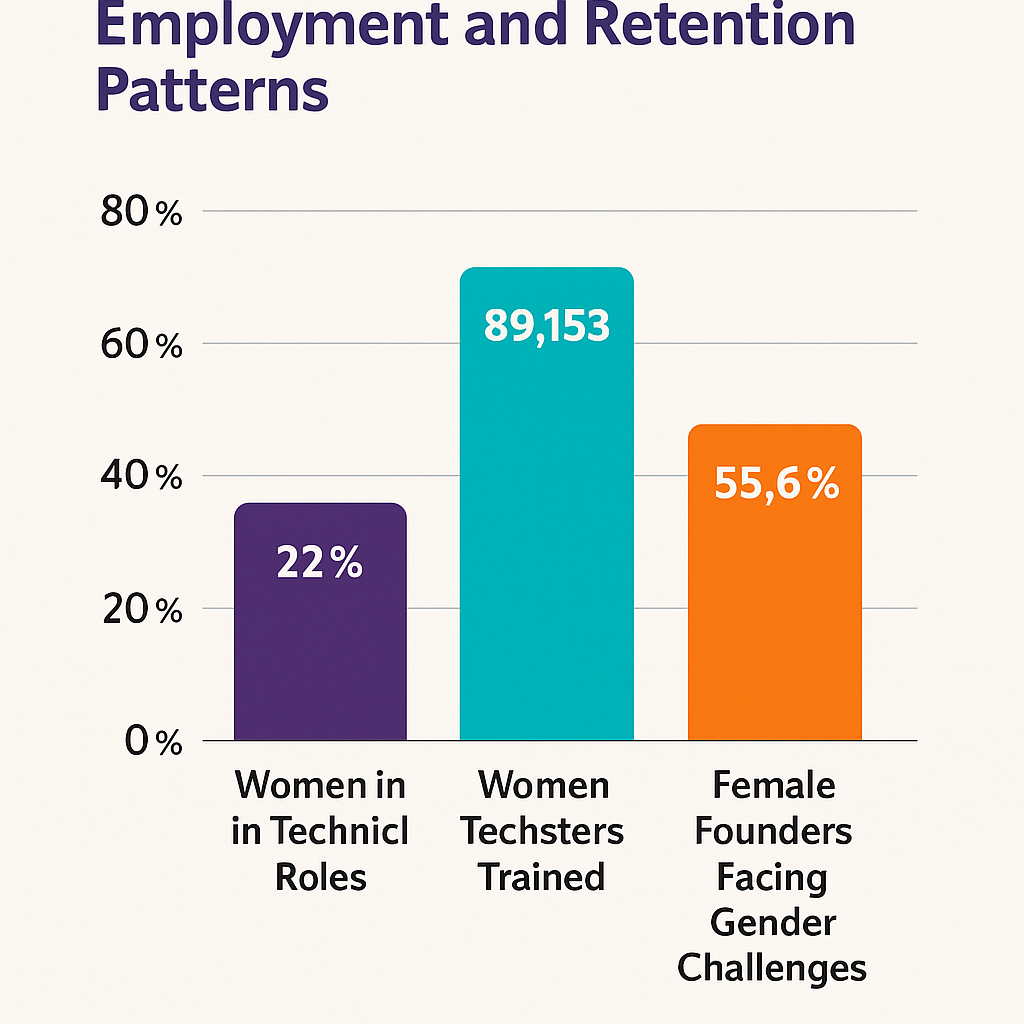 Employment and Retention
Patterns
80%
60%
40%
20%
0%
89,153
55,6%
22%
Women in
in Technicl
Roles
Women
Techsters
Trained
Female
Founders
Facing
Gender
Challenges